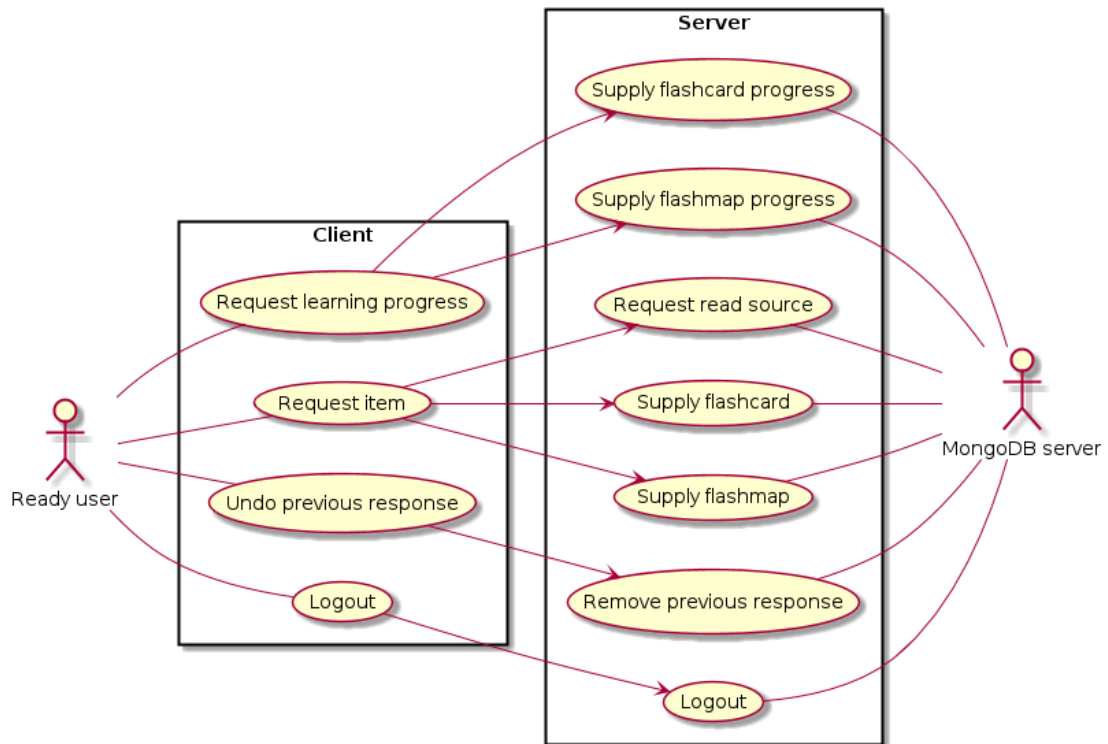 Server
Supply flashcard progress
Supply flashmap progress
Client
Request learning progress
Request read source
Request item
Supply flashcard
MongoDB server
Ready user
Undo previous response
Supply flashmap
Logout
Remove previous response
Logout